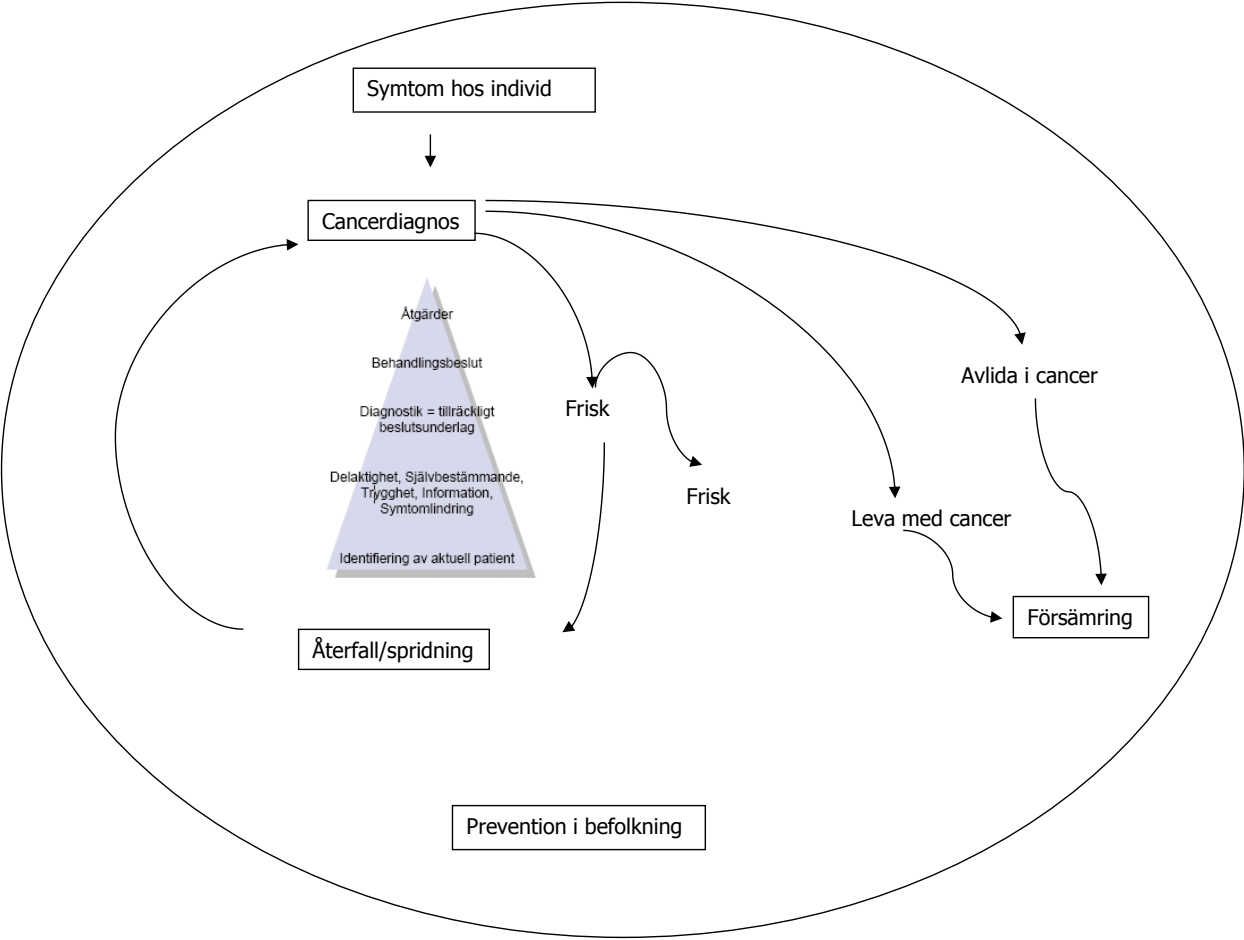 Symtom hos individ
Cancerdiagnos
Åtgärder
Behandlingsbeslut
Diagnostik = tillräckligt
beslutsunderlag
Delaktighet, Självbestämmande,
Trygghet, Information,
Symtomlindring
Identifiering av aktuell patient
Frisk
Frisk
Avlida i cancer
Leva med cancer
Försämring
Återfall/spridning
Prevention i befolkning